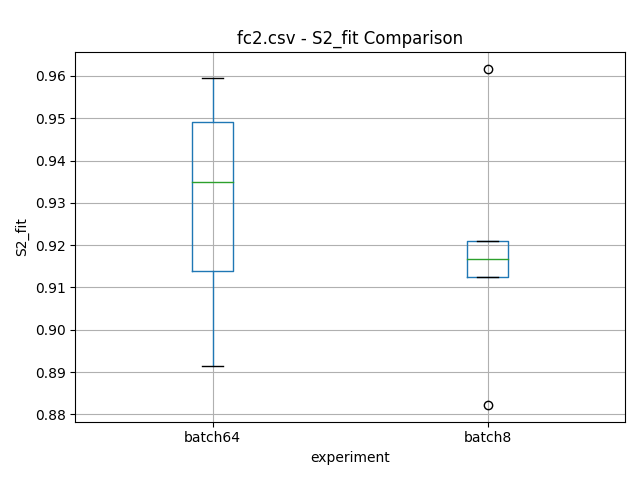 fc2.csv - S2_fit Comparison
0.96
0.95
0.94
0.93
0.92
0.91
0.90
0.89
0.88
S2_fit
batch64 batch8
experiment